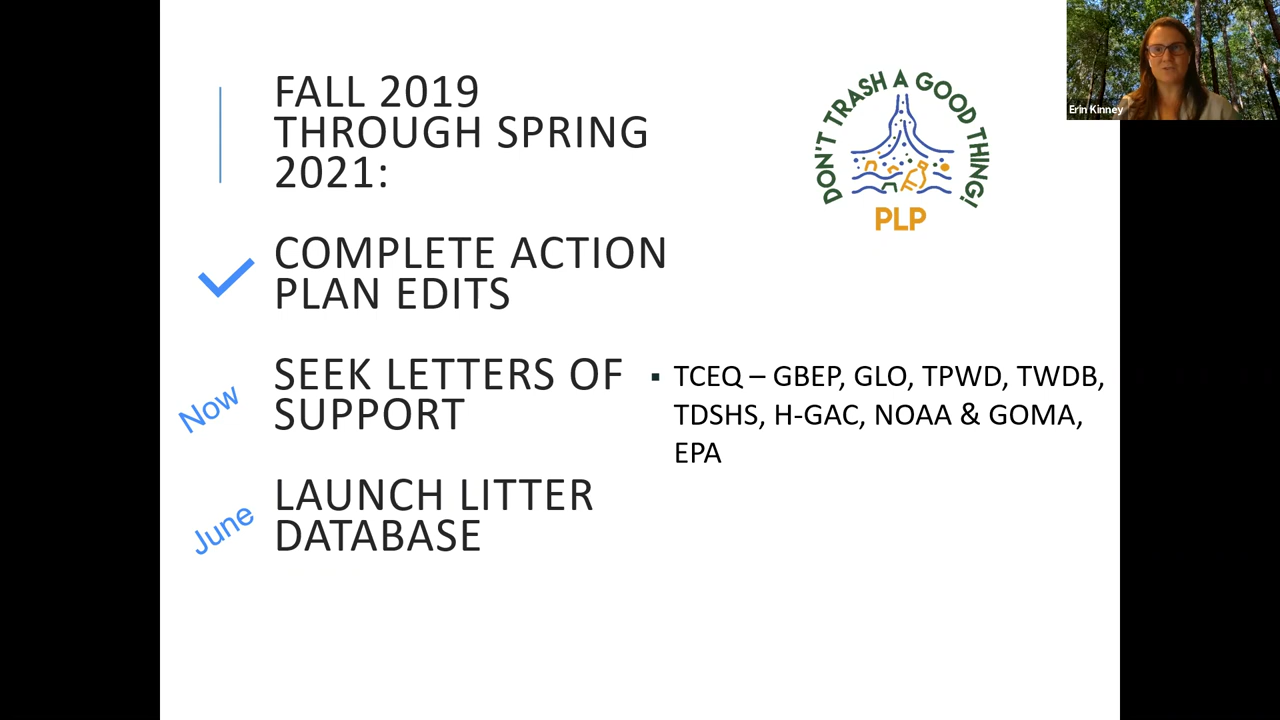 FALL 2019
THROUGH SPRING
2021:
DON'T TRASH A GOOD THING!
PLP
Erin Kinney
COMPLETE ACTION
PLAN EDITS
Now
SEEK LETTERS OF
SUPPORT
▪ TCEQ – GBEP, GLO, TPWD, TWDB,
TDSHS, H-GAC, NOAA & GOMA,
EPA
June
LAUNCH LITTER
DATABASE